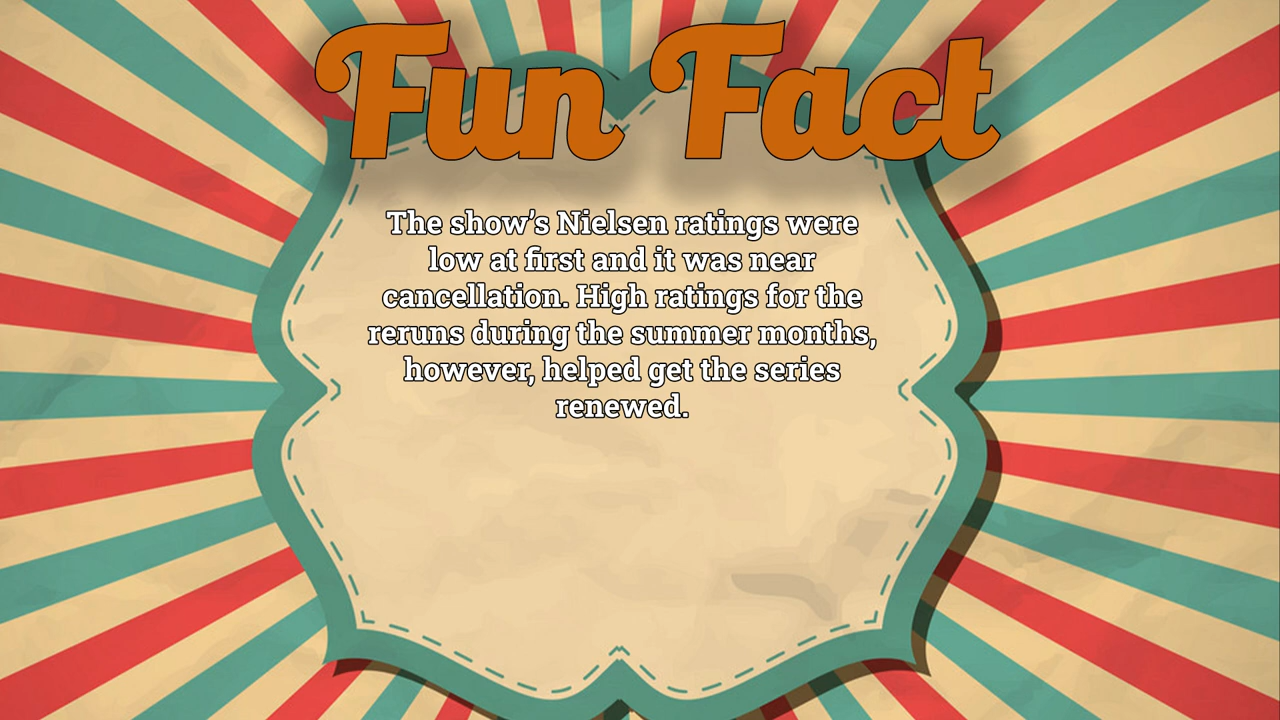 Fun Fact
The show’s Nielsen ratings were
low at first and it was near
cancellation. High ratings for the
reruns during the summer months,
however, helped get the series
renewed.